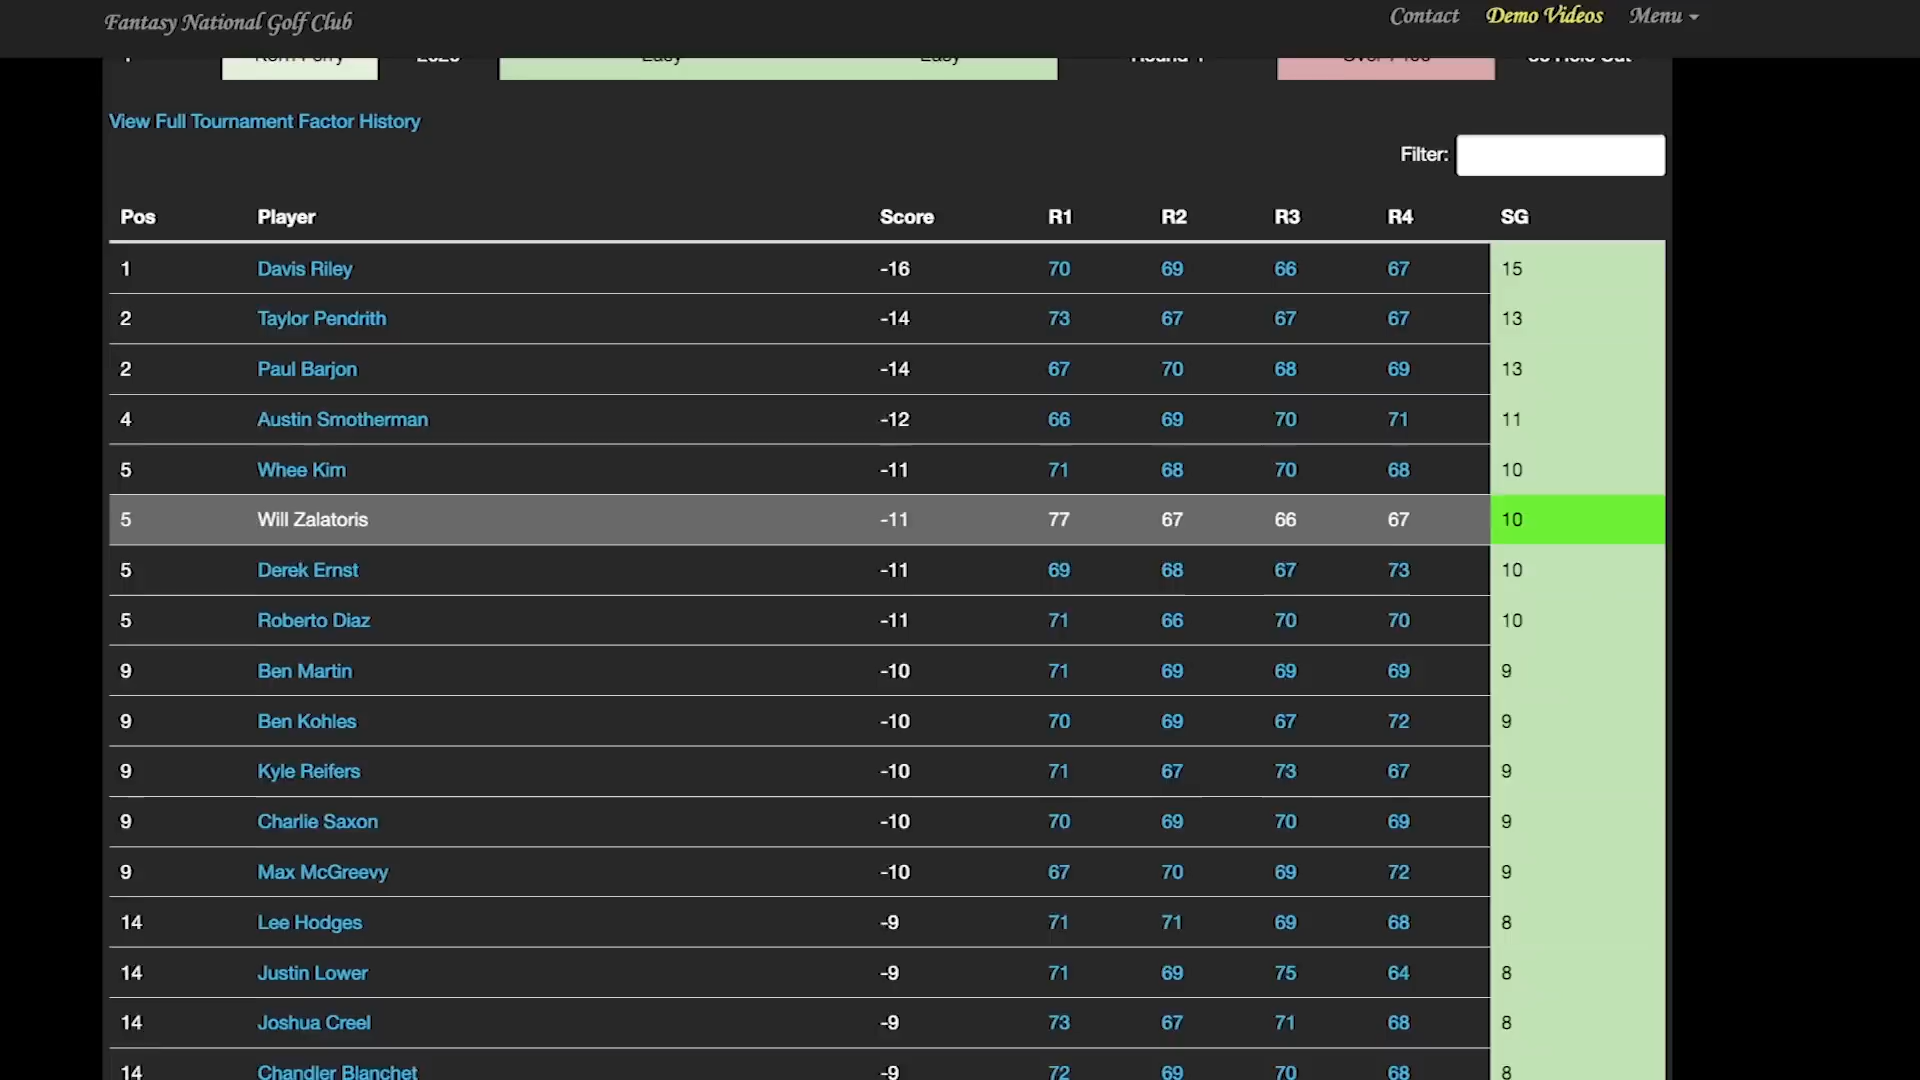 Fantasy National Golf Club Contact Demo Videos Menu
Korn Ferry 2020 Easy Easy Round 1
View Full Tournament Factor History
Filter:
Pos Player Score R1 R2 R3 R4 SG
1 Davis Riley -16 70 69 66 67 15
2 Taylor Pendrith -14 73 67 67 67 13
2 Paul Barjon -14 67 70 68 69 13
4 Austin Smotherman -12 66 69 70 71 11
5 Whee Kim -11 71 68 70 68 10
5 Will Zalatoris -11 77 67 66 67 10
5 Derek Ernst -11 69 68 67 73 10
5 Roberto Diaz -11 71 66 70 70 10
9 Ben Martin -10 71 69 69 69 9
9 Ben Kohles -10 70 69 67 72 9
9 Kyle Reifers -10 71 67 73 67 9
9 Charlie Saxon -10 70 69 70 69 9
9 Max McGreevy -10 67 70 69 72 9
14 Lee Hodges -9 71 71 69 68 8
14 Justin Lower -9 71 69 75 64 8
14 Joshua Creel -9 73 67 71 68 8
14 Chandler Blanchet -9 72 69 70 68 8